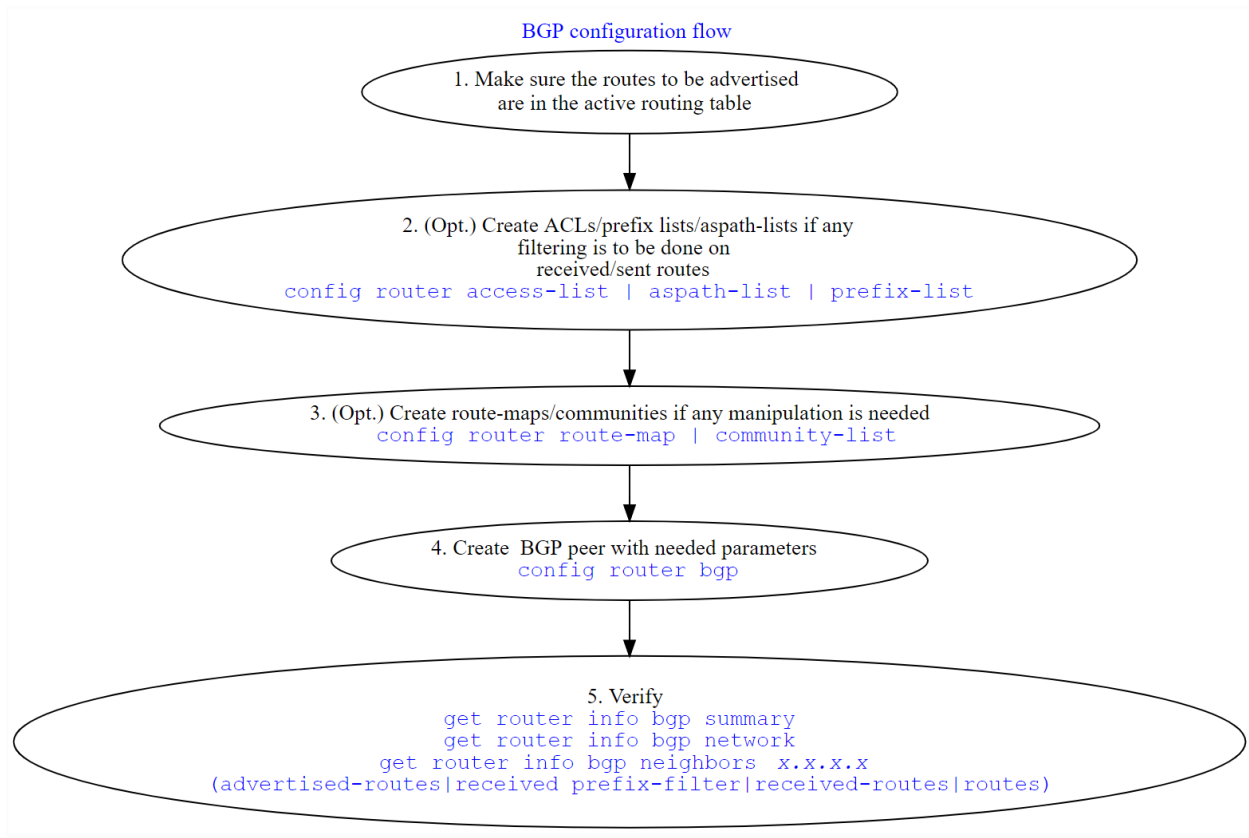 BGP configuration flow
1. Make sure the routes to be advertised
are in the active routing table
2. (Opt.) Create ACLs/prefix lists/aspath-lists if any
filtering is to be done on
received/sent routes
config router access-list | aspath-list | prefix-list
3. (Opt.) Create route-maps/communities if any manipulation is needed
config router route-map | community-list
4. Create BGP peer with needed parameters
config router bgp
5. Verify
get router info bgp summary
get router info bgp network
get router info bgp neighbors x.x.x.x
(advertised-routes|received prefix-filter|received-routes|routes)